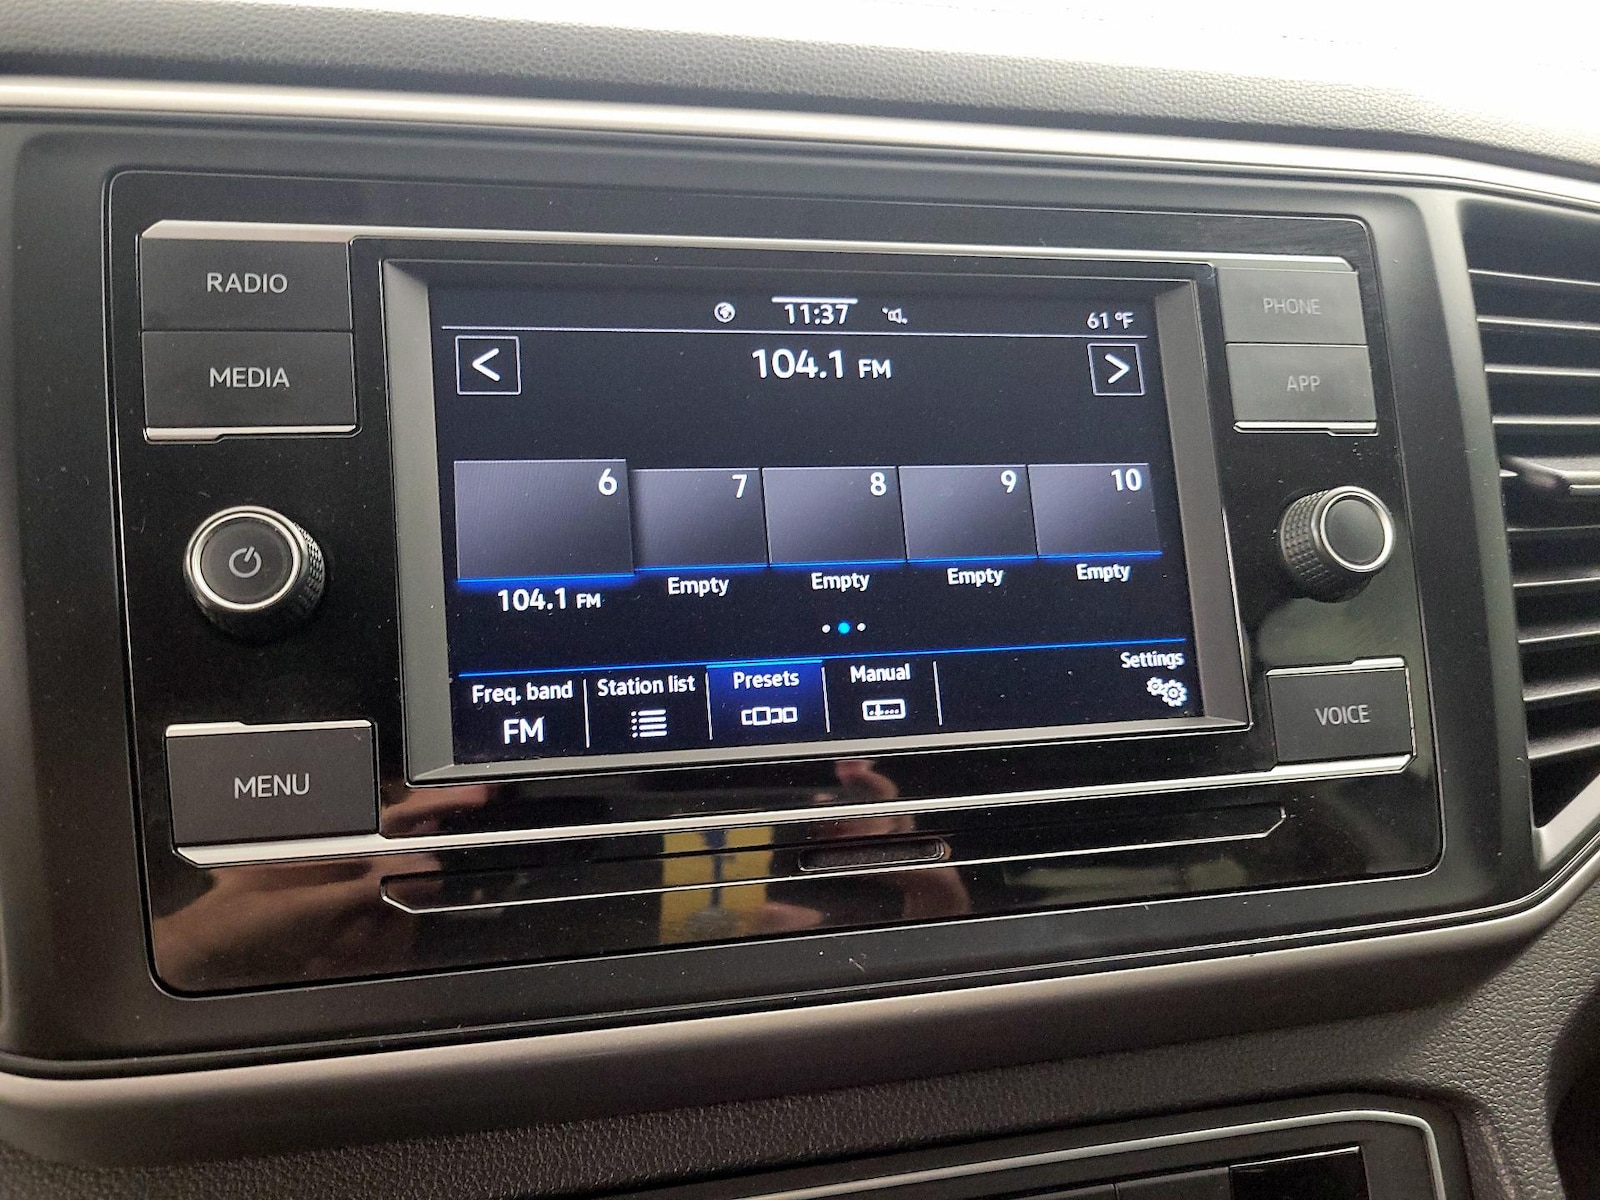 RADIO
MEDIA
MENU
11:37
61 °F
<
104.1 FM
>
6
7
8
9
10
104.1 FM
Empty
Empty
Empty
Empty
Freq. band
FM
Station list
Presets
Manual
Settings
PHONE
APP
VOICE